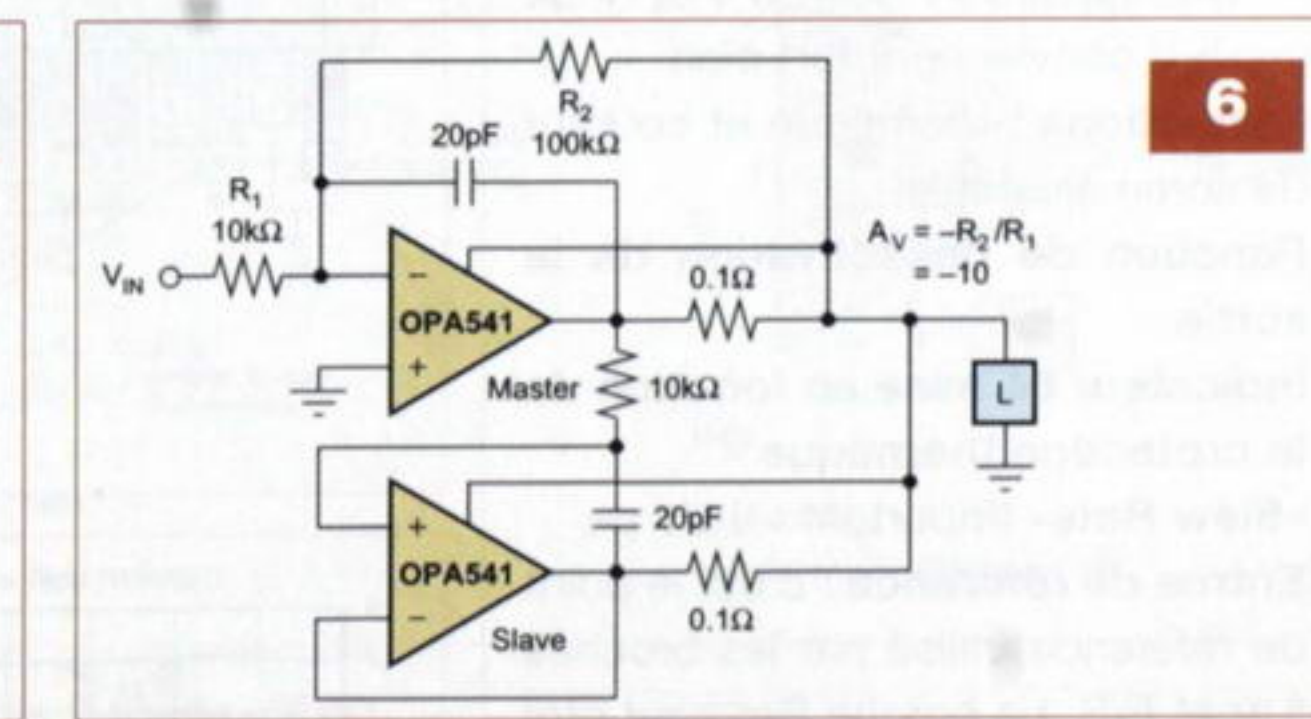 6
R2
100kΩ
20pF
R1
10kΩ
VIN
AV = –R2/R1
= –10
0.1Ω
–
OPA541
+
Master
10kΩ
L
+
OPA541
–
20pF
0.1Ω
Slave